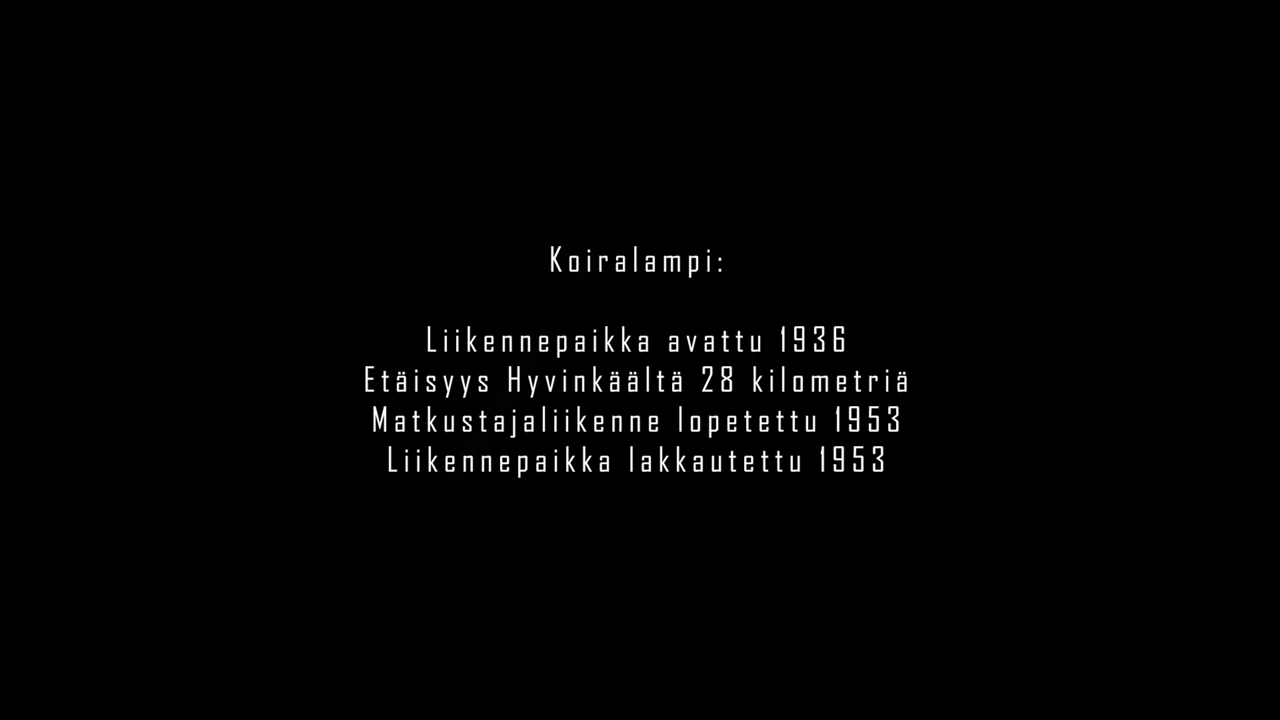 Koiralampi:
Liikennepaikka avattu 1936
Etäisyys Hyvinkäältä 28 kilometriä
Matkustajaliikenne lopetettu 1953
Liikennepaikka lakkautettu 1953